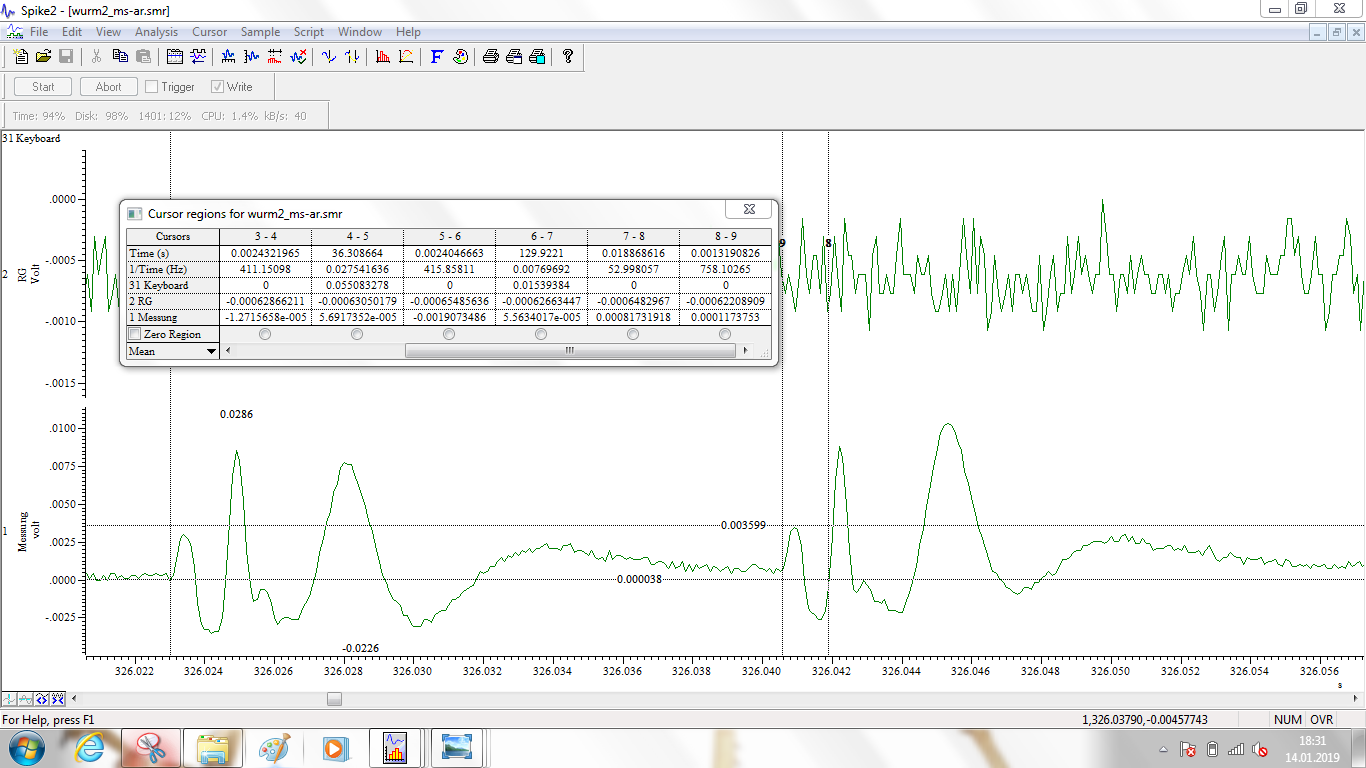 Spike2 - [wurm2_ms-ar.smr]
File Edit View Analysis Cursor Sample Script Window Help
Start Abort Trigger Write
Time: 94% Disk: 98% 1401: 12% CPU: 1.4% kB/s: 40
31 Keyboard
.0000
-.0005
-.0010
-.0015
2
RG
Volt
Cursor regions for wurm2_ms-ar.smr
Cursors 3 - 4 4 - 5 5 - 6 6 - 7 7 - 8 8 - 9
Time (s) 0.0024321965 36.308664 0.0024046663 129.9221 0.018868616 0.0013190826
1/Time (Hz) 411.15098 0.027541636 415.85811 0.00769692 52.998057 758.10265
31 Keyboard 0 0.055083278 0 0.01539384 0 0
2 RG -0.00062866211 -0.00063050179 -0.00065485636 -0.00062663447 -0.0006482967 -0.00062208909
1 Messung -1.2715658e-005 5.6917352e-005 -0.0019073486 5.5634017e-005 0.00081731918 0.0001173753
Zero Region
Mean
9 8
0.0286
.0100
.0075
.0050
.0025
.0000
-.0025
1
Messung
volt
0.003599
0.000038
-0.0226
326.022 326.024 326.026 326.028 326.030 326.032 326.034 326.036 326.038 326.040 326.042 326.044 326.046 326.048 326.050 326.052 326.054 326.056
s
For Help, press F1 1,326.03790,-0.00457743 NUM OVR
18:31
14.01.2019